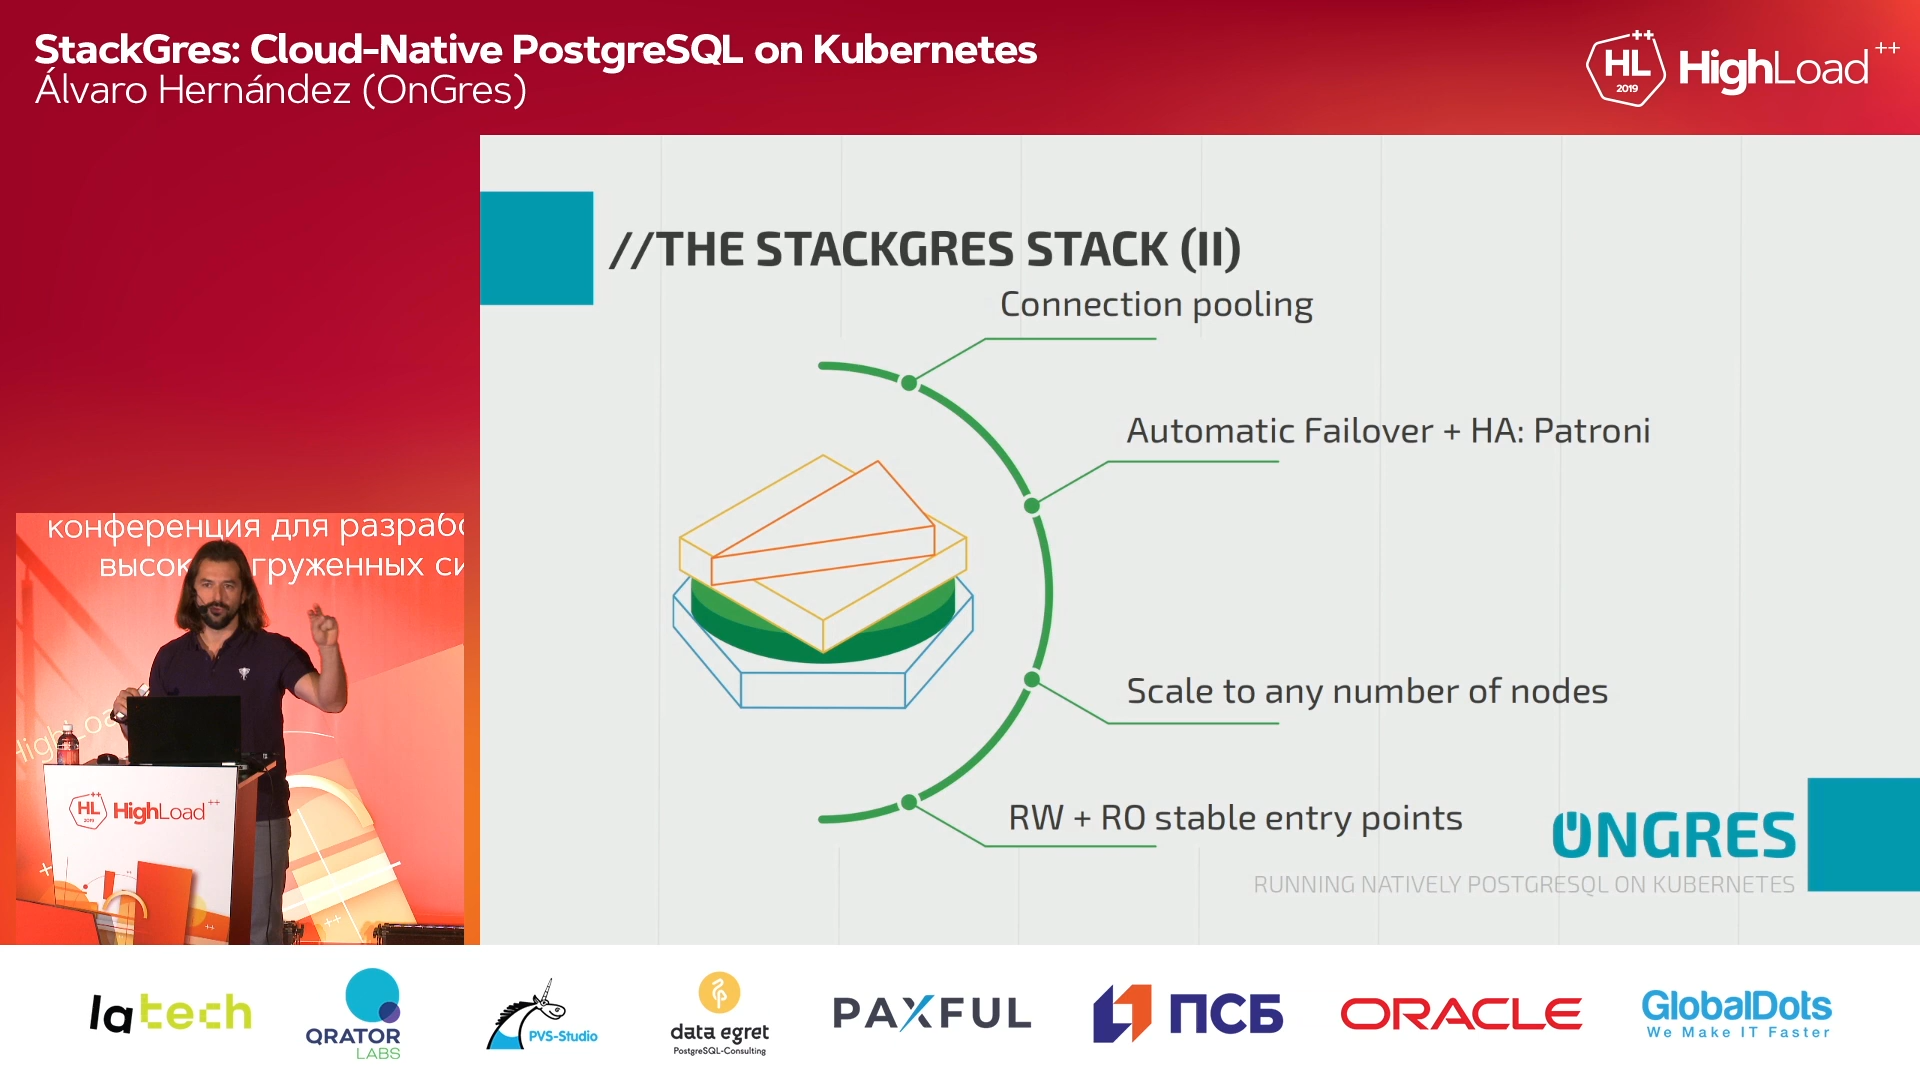 StackGres: Cloud-Native PostgreSQL on Kubernetes
Álvaro Hernández (OnGres)
HL
++
2019
HighLoad++
//THE STACKGRES STACK (II)
Connection pooling
Automatic Failover + HA: Patroni
Scale to any number of nodes
RW + RO stable entry points
ONGRES
RUNNING NATIVELY POSTGRESQL ON KUBERNETES
конференция для разрабо
высок груженных си
HighLoa
HL
++
2019
HighLoad++
++
latech
QRATOR
LABS
PVS-Studio
data egret
PostgreSQL-Consulting
PAXFUL
ПСБ
ORACLE
GlobalDots
We Make IT Faster